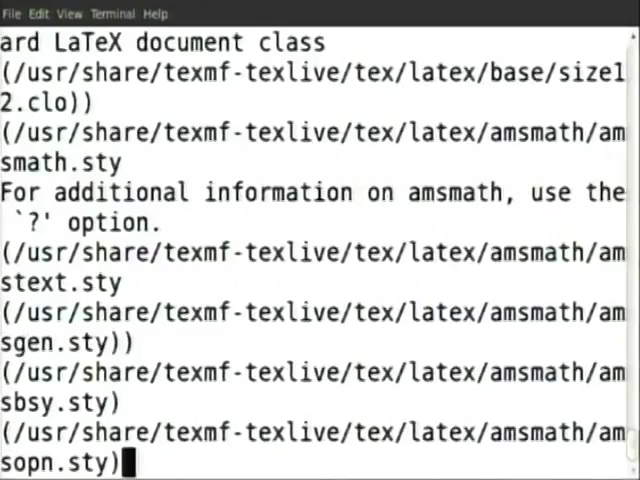 File Edit View Terminal Help
ard LaTeX document class
(/usr/share/texmf-texlive/tex/latex/base/size1
2.clo))
(/usr/share/texmf-texlive/tex/latex/amsmath/am
smath.sty
For additional information on amsmath, use the
`?' option.
(/usr/share/texmf-texlive/tex/latex/amsmath/am
stext.sty
(/usr/share/texmf-texlive/tex/latex/amsmath/am
sgen.sty))
(/usr/share/texmf-texlive/tex/latex/amsmath/am
sbsy.sty)
(/usr/share/texmf-texlive/tex/latex/amsmath/am
sopn.sty)